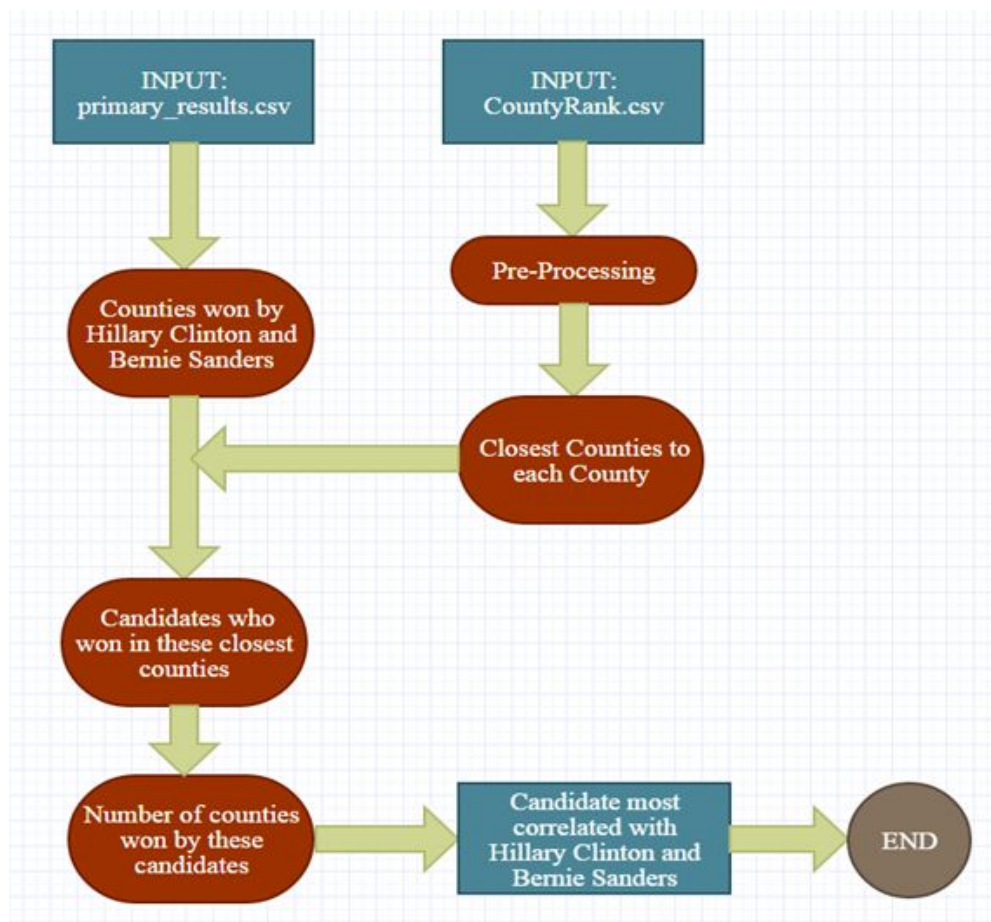 INPUT:
primary_results.csv
INPUT:
CountyRank.csv
Pre-Processing
Counties won by
Hillary Clinton and
Bernie Sanders
Closest Counties to
each County
Candidates who
won in these closest
counties
Number of counties
won by these
candidates
Candidate most
correlated with
Hillary Clinton and
Bernie Sanders
END